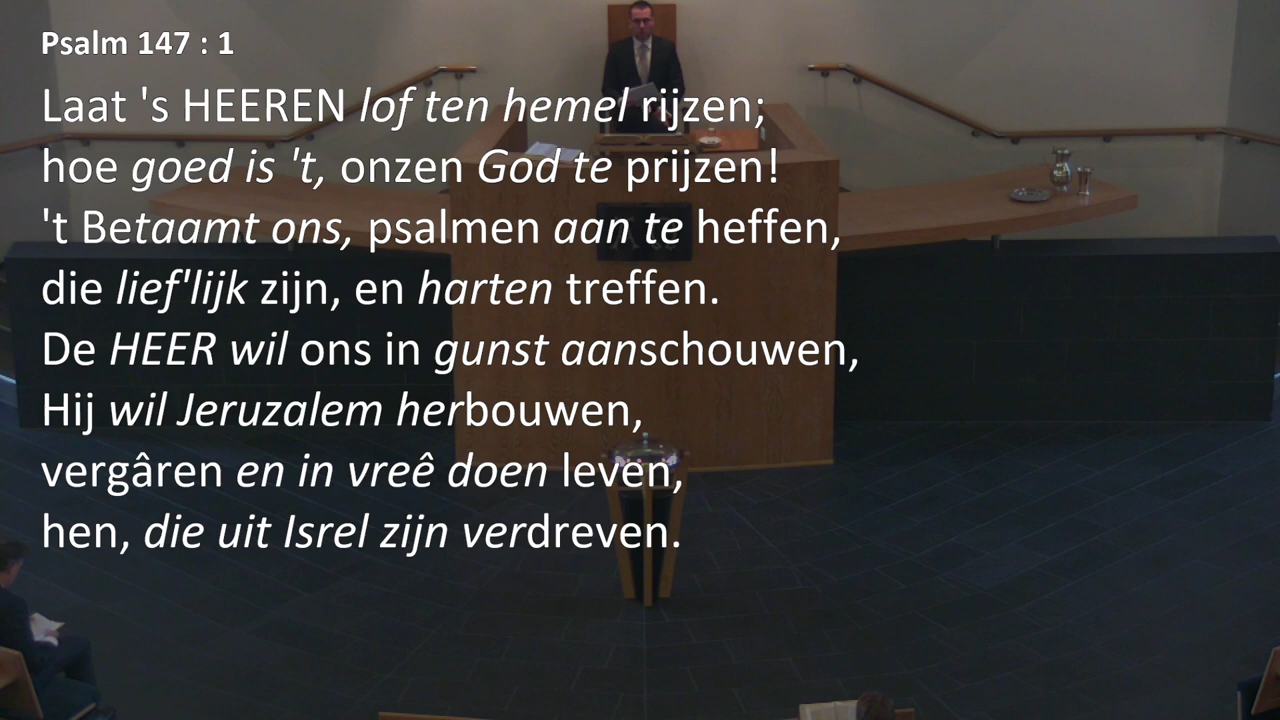 Psalm 147 : 1
Laat 's HEEREN lof ten hemel rijzen;
hoe goed is 't, onzen God te prijzen!
't Betaamt ons, psalmen aan te heffen,
die lief'lijk zijn, en harten treffen.
De HEER wil ons in gunst aanschouwen,
Hij wil Jeruzalem herbouwen,
vergâren en in vreê doen leven,
hen, die uit Isrel zijn verdreven.